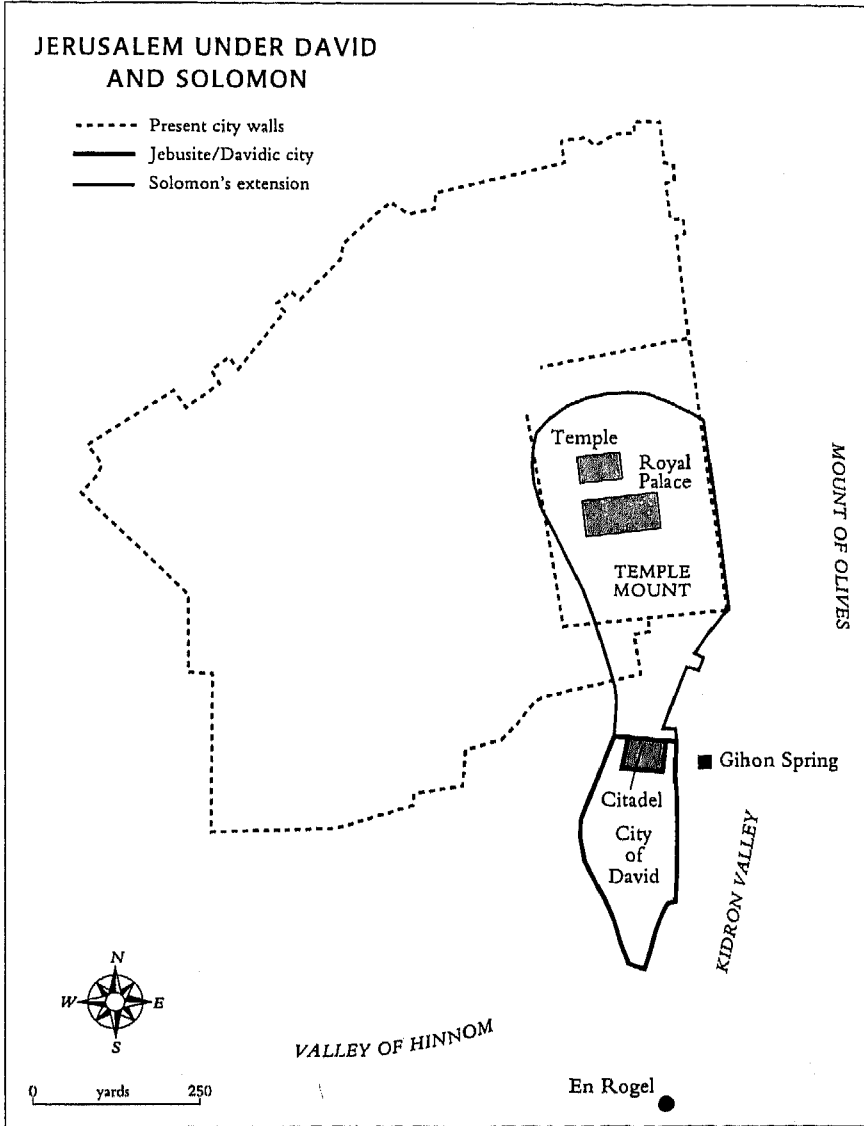 JERUSALEM UNDER DAVID
AND SOLOMON
Present city walls
Jebusite/Davidic city
Solomon's extension
Temple
Royal
Palace
TEMPLE
MOUNT
MOUNT OF OLIVES
Gihon Spring
Citadel
City
of
David
KIDRON VALLEY
N
W E
S
VALLEY OF HINNOM
0 yards 250
En Rogel